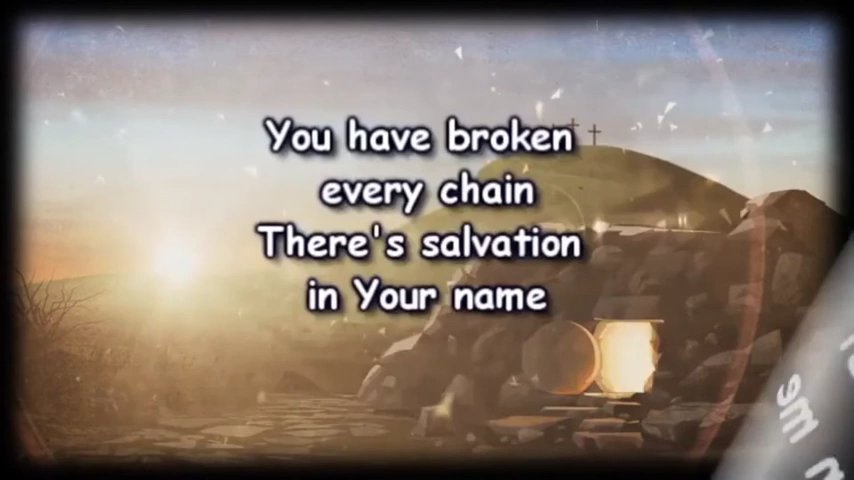 You have broken
every chain
There's salvation
in Your name